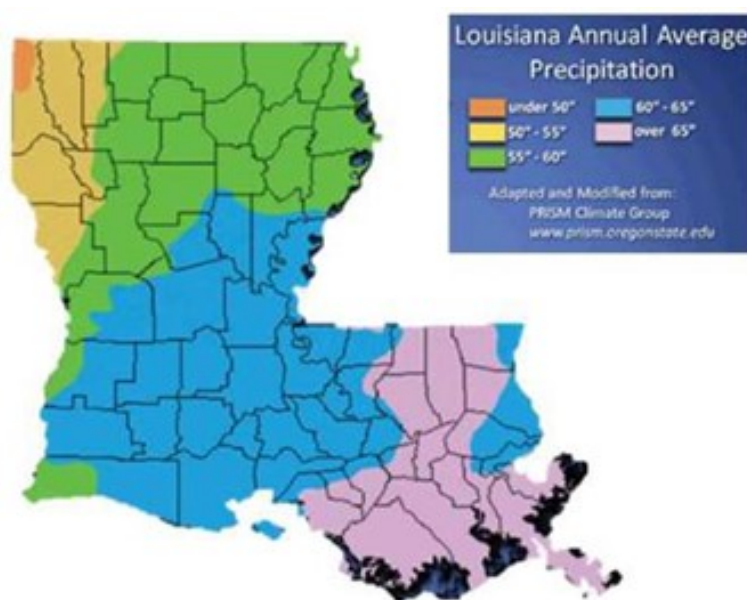 Louisiana Annual Average
Precipitation
under 50"
60" - 65"
50" - 55"
over 65"
55" - 60"
Adapted and Modified from:
PRISM Climate Group
www.prism.oregonstate.edu